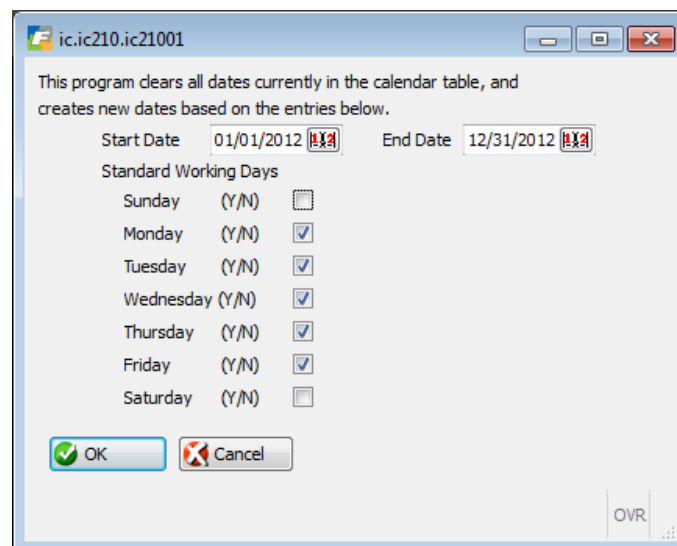 ic.ic210.ic21001
This program clears all dates currently in the calendar table, and
creates new dates based on the entries below.
Start Date 01/01/2012 End Date 12/31/2012
Standard Working Days
Sunday (Y/N)
Monday (Y/N)
Tuesday (Y/N)
Wednesday (Y/N)
Thursday (Y/N)
Friday (Y/N)
Saturday (Y/N)
OK Cancel
OVR